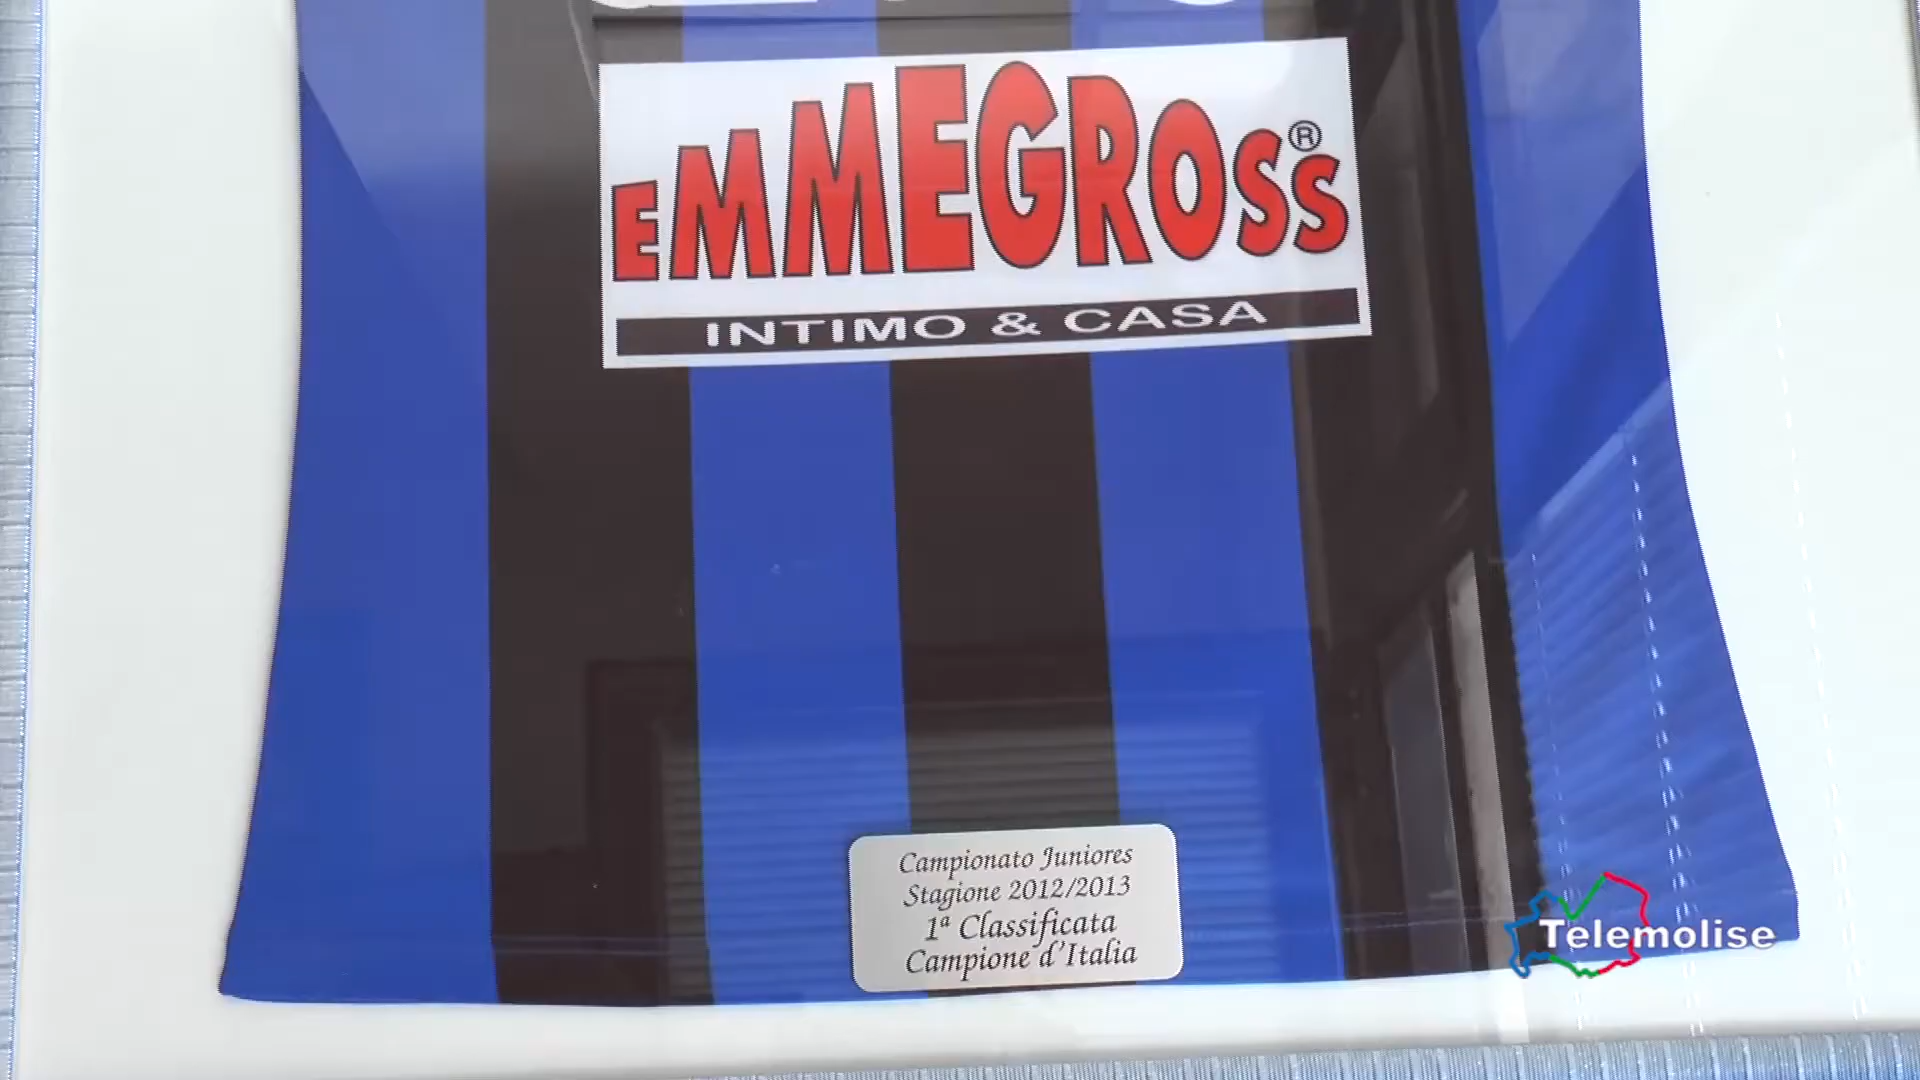 EMMEGROSS®
INTIMO & CASA
Campionato Juniores
Stagione 2012/2013
1ª Classificata
Campione d'Italia
Telemolise